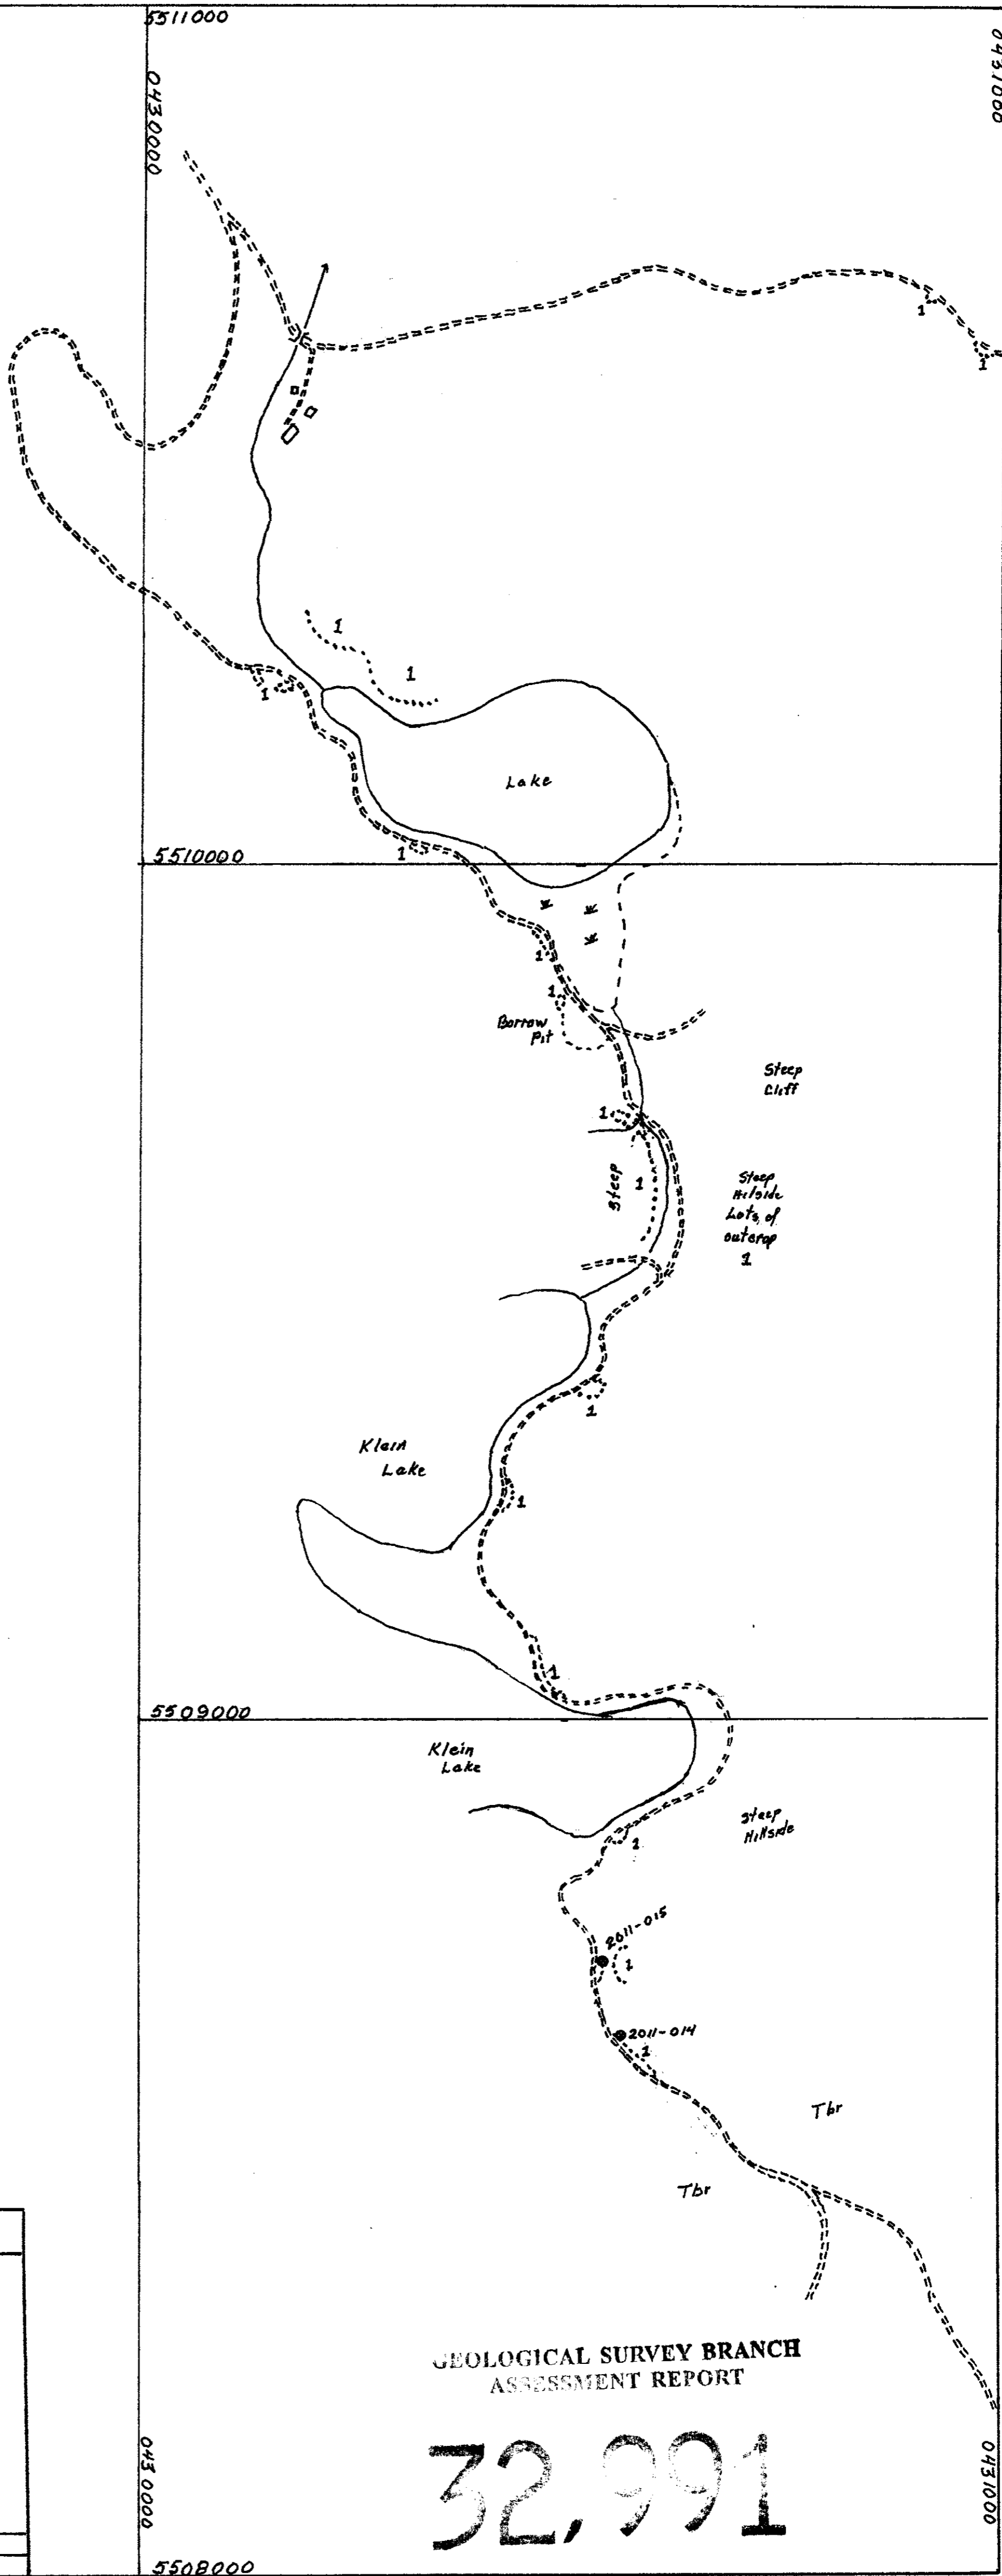 5511000
0430000
0431000
1
1
1
1
1
Lake
5510000
1
1
1
Borrow
Pit
Steep
Cliff
1
Steep
1
Steep
Hilside
Lots of
outcrop
1
1
Klein
Lake
1
1
5509000
Klein
Lake
Steep
Hillside
1
2011-015
1
2011-014
1
Tbr
Tbr
GEOLOGICAL SURVEY BRANCH
ASSESSMENT REPORT
32,991
0430000
0431000
5508000